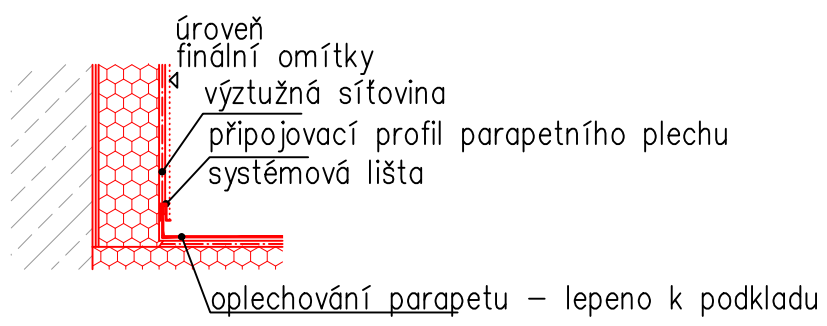 úroveň
finální omítky
výztužná síťovina
připojovací profil parapetního plechu
systémová lišta
oplechování parapetu – lepeno k podkladu